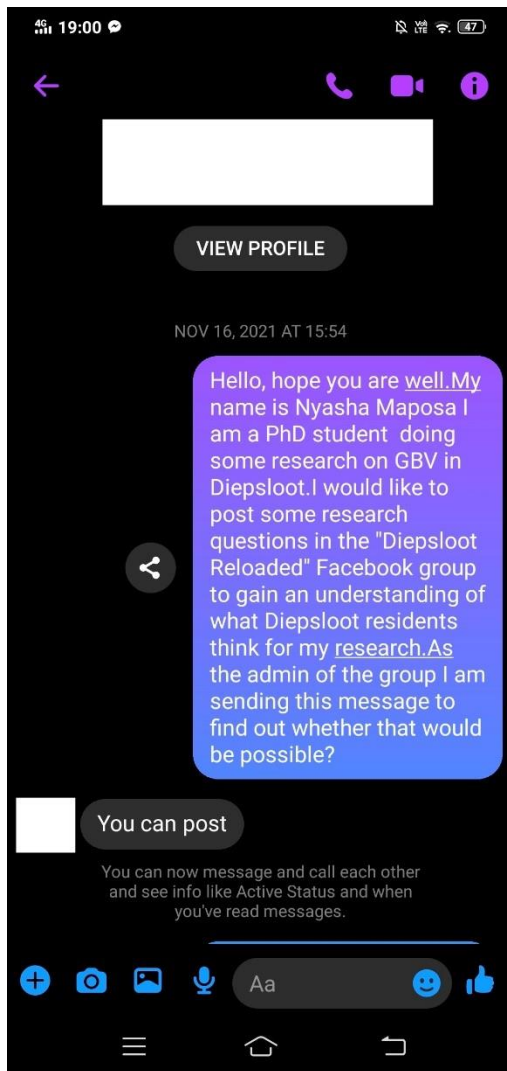 4G 19:00
VoD LTE 47
VIEW PROFILE
NOV 16, 2021 AT 15:54
Hello, hope you are well.My
name is Nyasha Maposa I
am a PhD student  doing
some research on GBV in
Diepsloot.I would like to
post some research
questions in the "Diepsloot
Reloaded" Facebook group
to gain an understanding of
what Diepsloot residents
think for my research.As
the admin of the group I am
sending this message to
find out whether that would
be possible?
You can post
You can now message and call each other
and see info like Active Status and when
you've read messages.
Aa